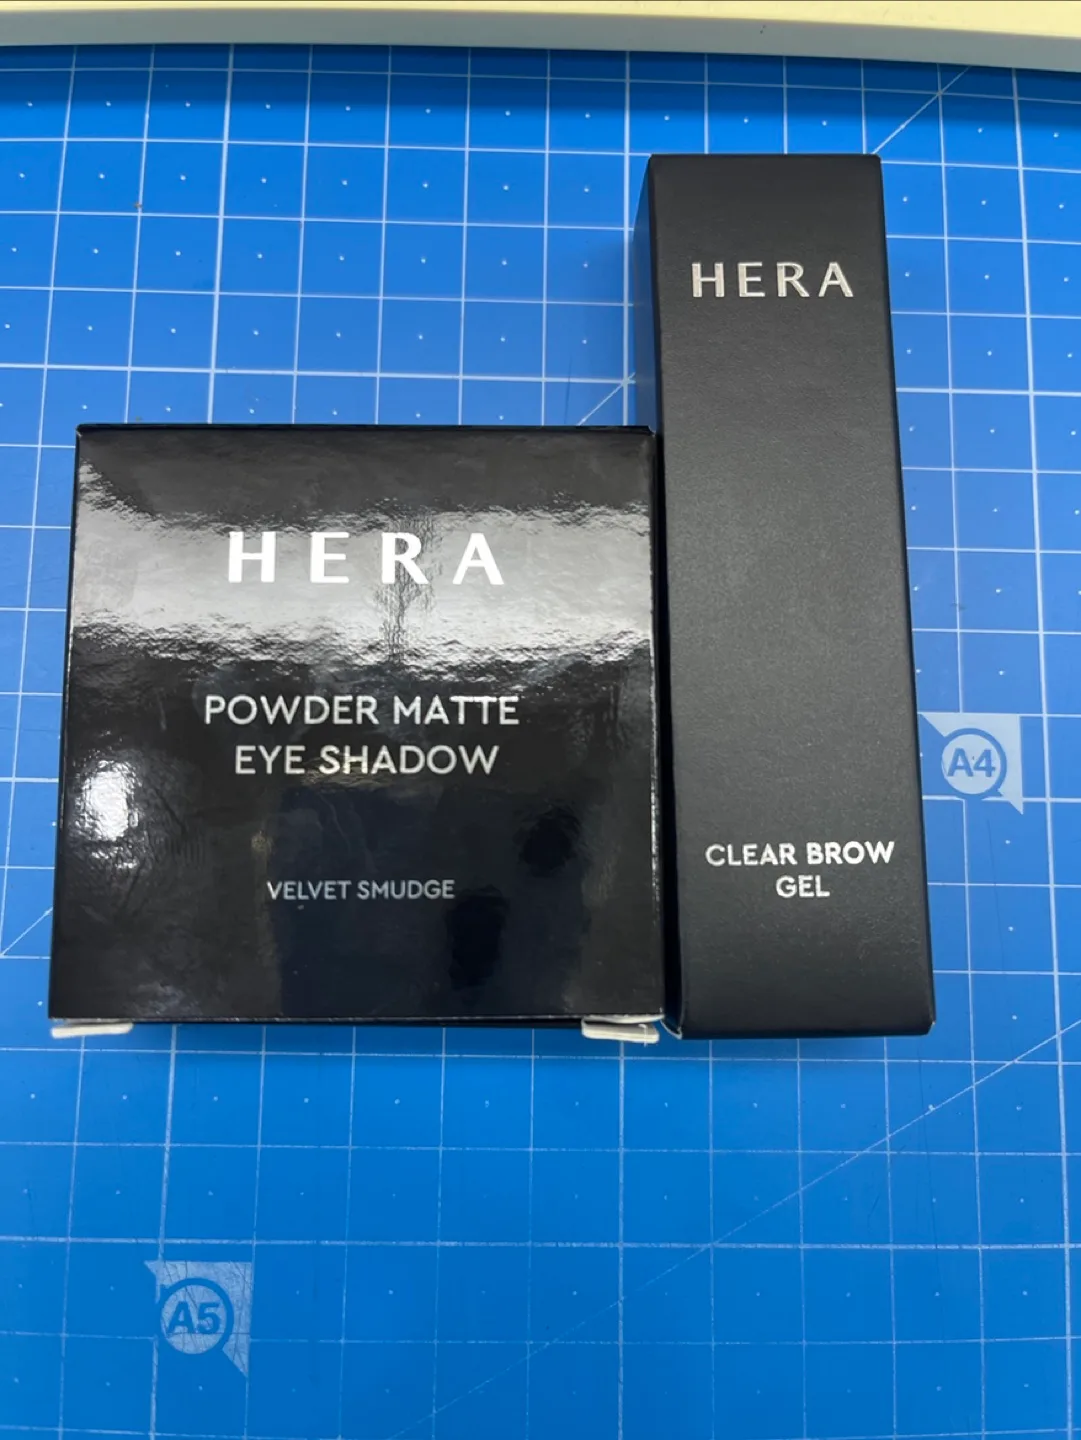 HERA
POWDER MATTE
EYE SHADOW
VELVET SMUDGE
HERA
CLEAR BROW
GEL
A4
A5